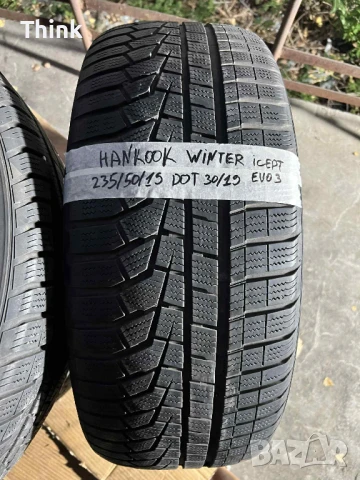 Think
HANKOOK WINTER icEPT
235/50/19 DOT 30/19 EVO3
BAZAR